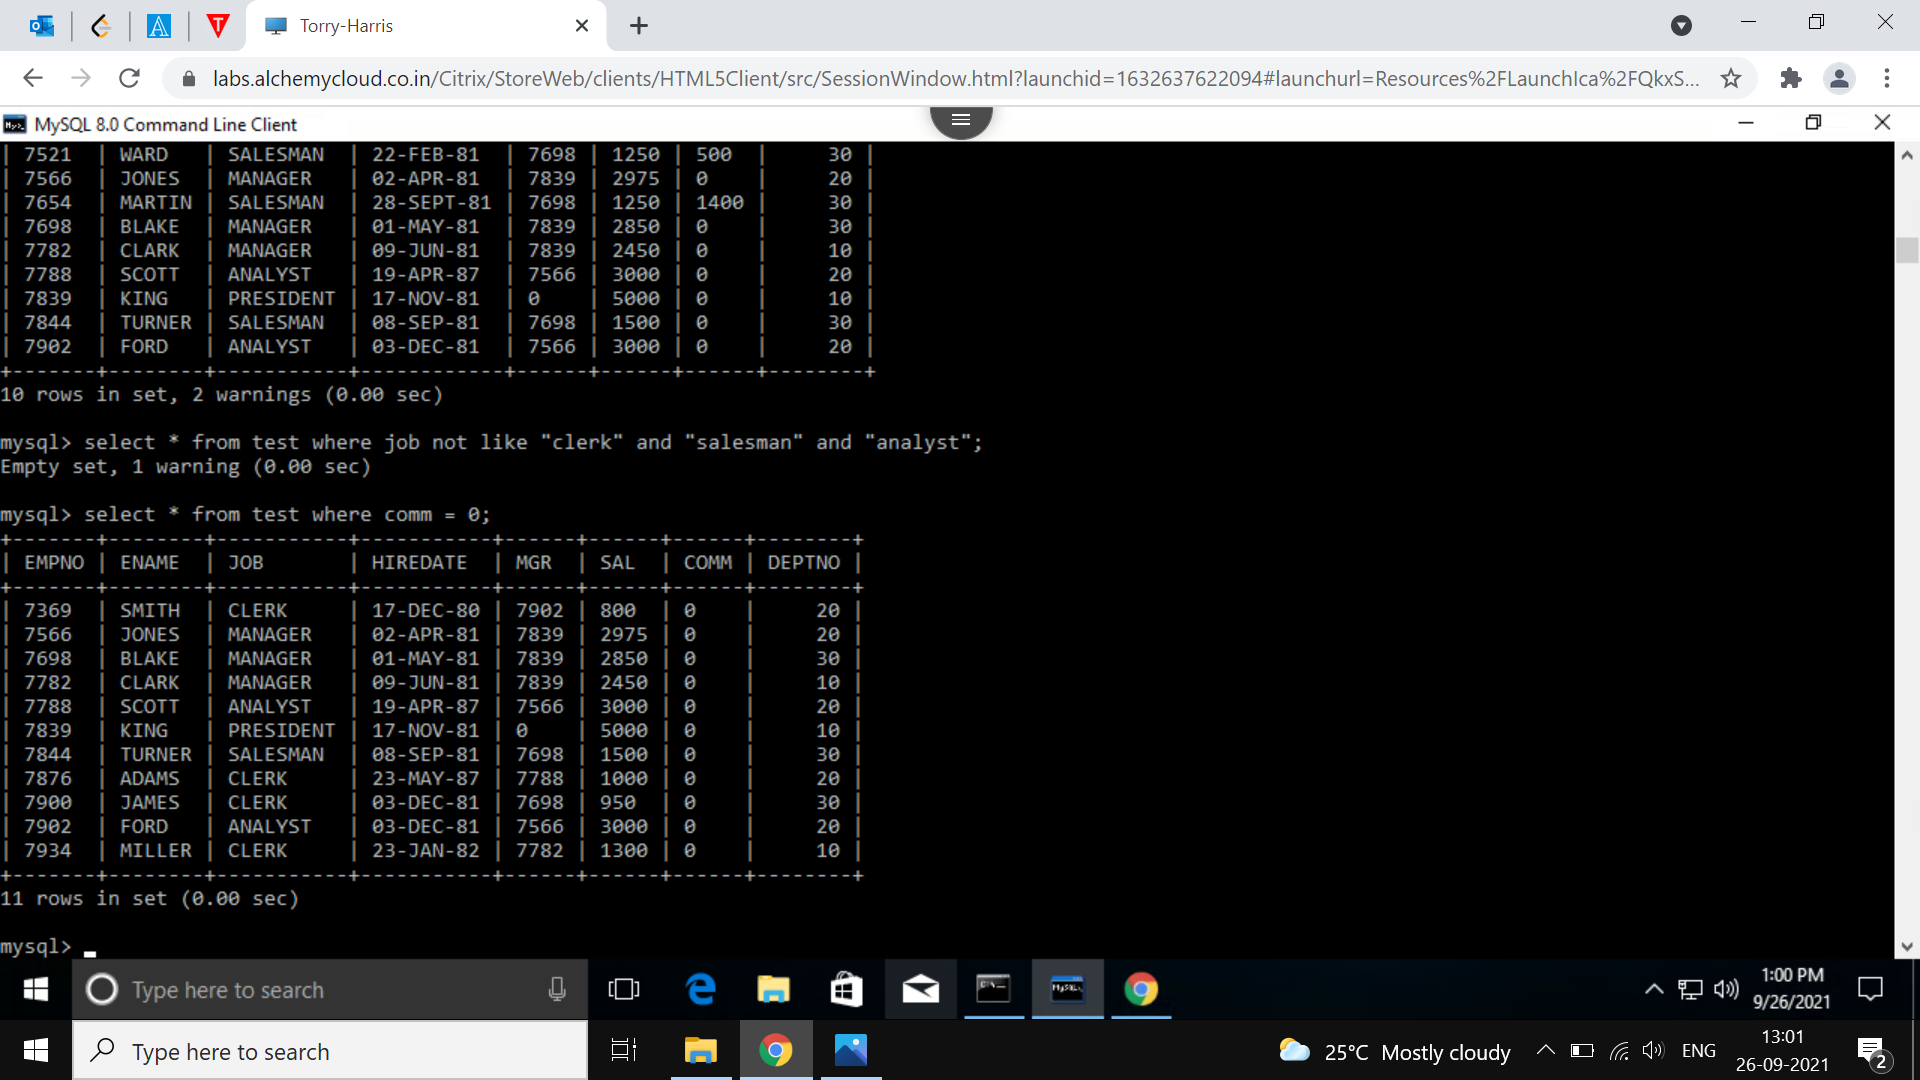 Torry-Harris
labs.alchemycloud.co.in/Citrix/StoreWeb/clients/HTML5Client/src/SessionWindow.html?launchid=1632637622094#launchurl=Resources%2FLaunchIca%2FQkxS...
MySQL 8.0 Command Line Client
| 7521 | WARD | SALESMAN | 22-FEB-81 | 7698 | 1250 | 500 | 30 |
| 7566 | JONES | MANAGER | 02-APR-81 | 7839 | 2975 | 0 | 20 |
| 7654 | MARTIN | SALESMAN | 28-SEPT-81 | 7698 | 1250 | 1400 | 30 |
| 7698 | BLAKE | MANAGER | 01-MAY-81 | 7839 | 2850 | 0 | 30 |
| 7782 | CLARK | MANAGER | 09-JUN-81 | 7839 | 2450 | 0 | 10 |
| 7788 | SCOTT | ANALYST | 19-APR-87 | 7566 | 3000 | 0 | 20 |
| 7839 | KING | PRESIDENT | 17-NOV-81 | 0 | 5000 | 0 | 10 |
| 7844 | TURNER | SALESMAN | 08-SEP-81 | 7698 | 1500 | 0 | 30 |
| 7902 | FORD | ANALYST | 03-DEC-81 | 7566 | 3000 | 0 | 20 |
+-------+--------+-----------+------------+------+------+------+--------+
10 rows in set, 2 warnings (0.00 sec)
mysql> select * from test where job not like "clerk" and "salesman" and "analyst";
Empty set, 1 warning (0.00 sec)
mysql> select * from test where comm = 0;
+-------+--------+-----------+-----------+------+------+------+--------+
| EMPNO | ENAME | JOB | HIREDATE | MGR | SAL | COMM | DEPTNO |
+-------+--------+-----------+-----------+------+------+------+--------+
| 7369 | SMITH | CLERK | 17-DEC-80 | 7902 | 800 | 0 | 20 |
| 7566 | JONES | MANAGER | 02-APR-81 | 7839 | 2975 | 0 | 20 |
| 7698 | BLAKE | MANAGER | 01-MAY-81 | 7839 | 2850 | 0 | 30 |
| 7782 | CLARK | MANAGER | 09-JUN-81 | 7839 | 2450 | 0 | 10 |
| 7788 | SCOTT | ANALYST | 19-APR-87 | 7566 | 3000 | 0 | 20 |
| 7839 | KING | PRESIDENT | 17-NOV-81 | 0 | 5000 | 0 | 10 |
| 7844 | TURNER | SALESMAN | 08-SEP-81 | 7698 | 1500 | 0 | 30 |
| 7876 | ADAMS | CLERK | 23-MAY-87 | 7788 | 1000 | 0 | 20 |
| 7900 | JAMES | CLERK | 03-DEC-81 | 7698 | 950 | 0 | 30 |
| 7902 | FORD | ANALYST | 03-DEC-81 | 7566 | 3000 | 0 | 20 |
| 7934 | MILLER | CLERK | 23-JAN-82 | 7782 | 1300 | 0 | 10 |
+-------+--------+-----------+-----------+------+------+------+--------+
11 rows in set (0.00 sec)
mysql> _
Type here to search
1:00 PM
9/26/2021
Type here to search
25°C Mostly cloudy
ENG
13:01
26-09-2021
2